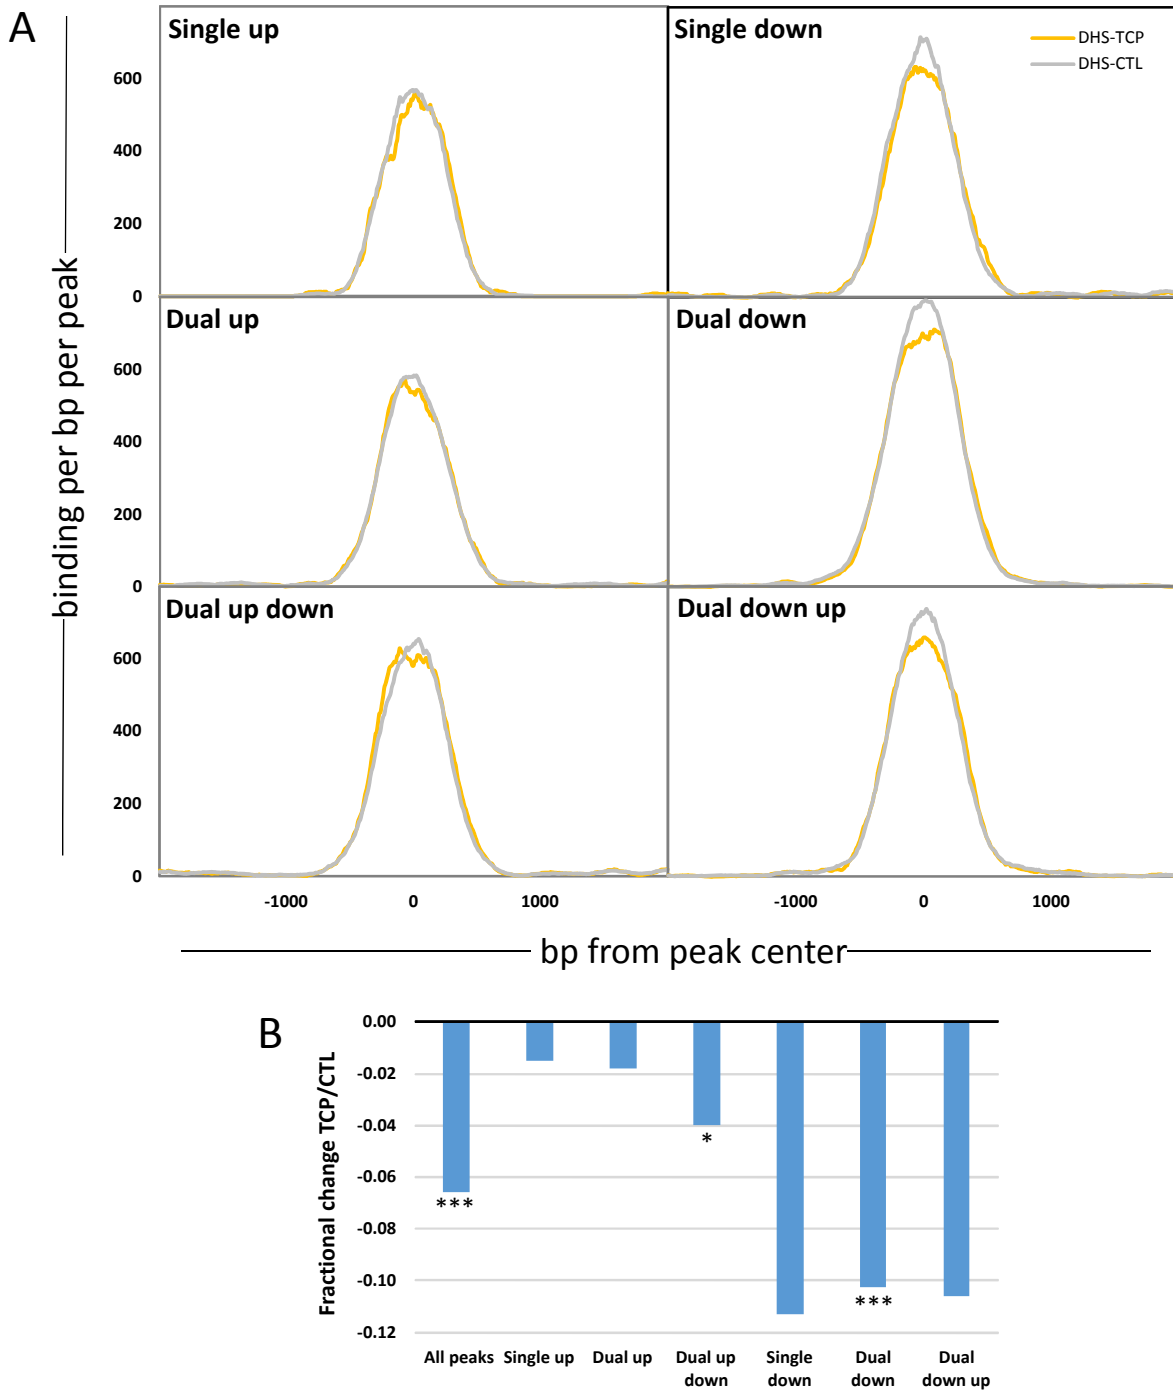 A
Single up
Single down
DHS-TCP
DHS-CTL
600
400
200
0
Dual up
Dual down
600
400
200
0
Dual up down
Dual down up
600
400
200
0
binding per bp per peak
-1000
0
1000
-1000
0
1000
bp from peak center
B
0.00
-0.02
-0.04
-0.06
-0.08
-0.10
-0.12
Fractional change TCP/CTL
***
*
***
All peaks
Single up
Dual up
Dual up
down
Single
down
Dual
down
Dual
down up